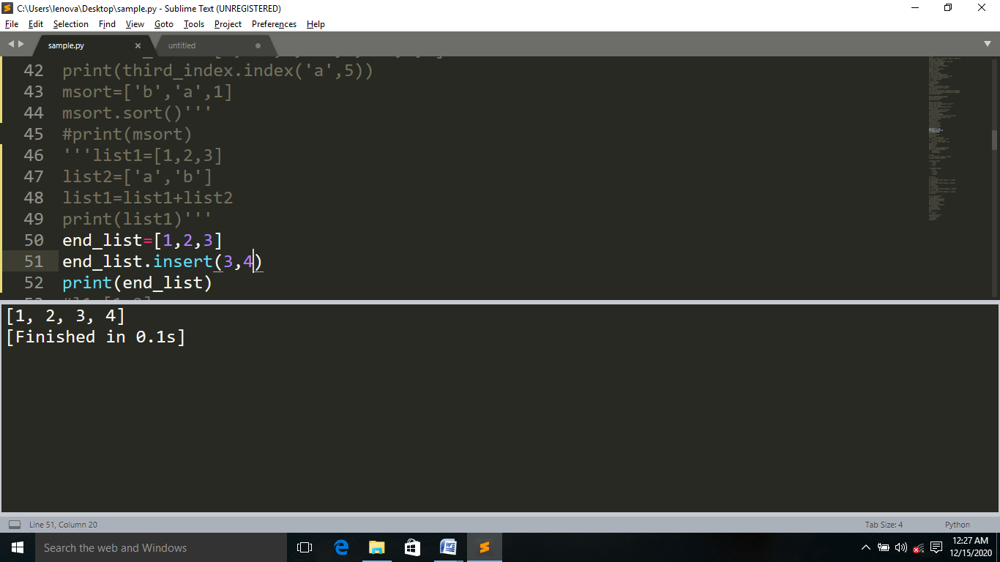 C:\Users\lenova\Desktop\sample.py - Sublime Text (UNREGISTERED)
File Edit Selection Find View Goto Tools Project Preferences Help
sample.py untitled
42 print(third_index.index('a',5))
43 msort=['b','a',1]
44 msort.sort()'''
45 #print(msort)
46 '''list1=[1,2,3]
47 list2=['a','b']
48 list1=list1+list2
49 print(list1)'''
50 end_list=[1,2,3]
51 end_list.insert(3,4)
52 print(end_list)
[1, 2, 3, 4]
[Finished in 0.1s]
Line 51, Column 20 Tab Size: 4 Python
Search the web and Windows
12:27 AM
12/15/2020